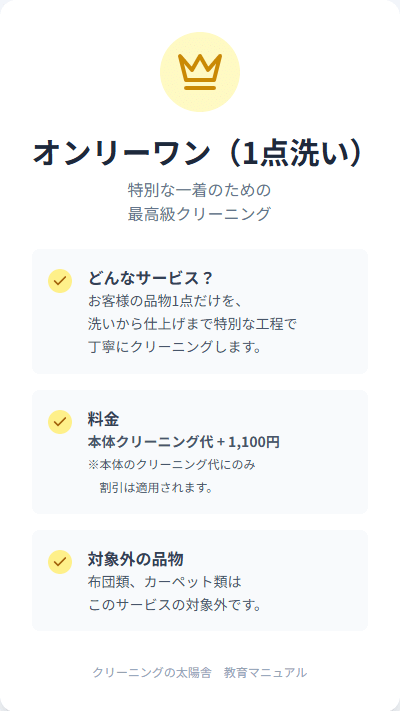 オンリーワン（1点洗い）
特別な一着のための
最高級クリーニング
どんなサービス？
お客様の品物1点だけを、
洗いから仕上げまで特別な工程で
丁寧にクリーニングします。
料金
本体クリーニング代 + 1,100円
※本体のクリーニング代にのみ
割引は適用されます。
対象外の品物
布団類、カーペット類は
このサービスの対象外です。
クリーニングの太陽舎　教育マニュアル